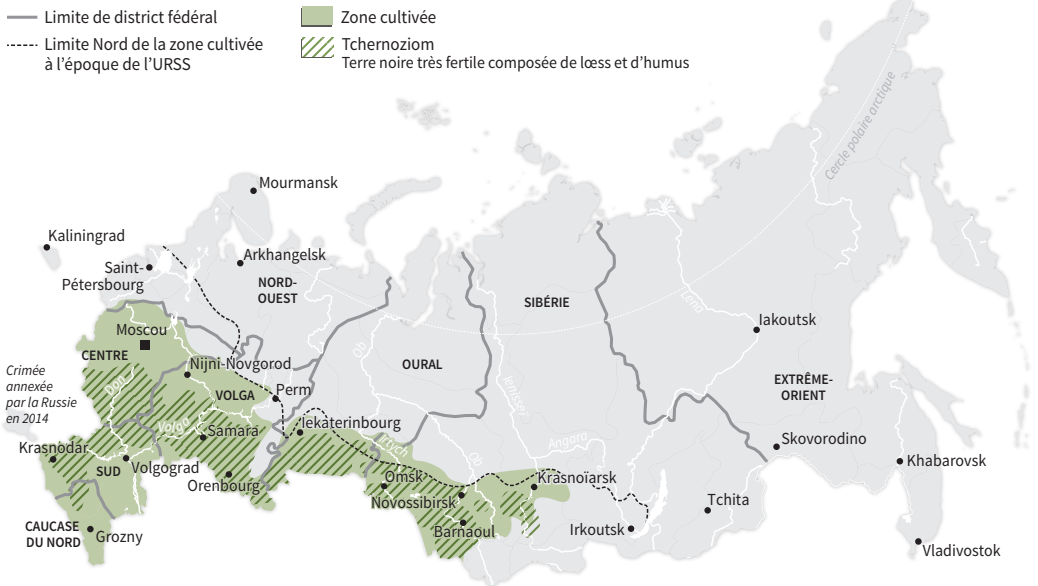 Limite de district fédéral
Limite Nord de la zone cultivée
à l'époque de l'URSS
Zone cultivée
Tchernoziom
Terre noire très fertile composée de lœss et d'humus
Cercle polaire arctique
Mourmansk
Kaliningrad
Arkhangelsk
Saint-
Pétersbourg
NORD-
OUEST
SIBÉRIE
Léna
Iakoutsk
Moscou
CENTRE
Nijni-Novgorod
Ob
OURAL
Crimée
annexée
par la Russie
en 2014
Don
VOLGA
Perm
Ienisseï
EXTRÊME-
ORIENT
Volga
Samara
Iekaterinbourg
Irtych
Angara
Skovorodino
Krasnodar
SUD
Volgograd
Ob
Orenbourg
Omsk
Krasnoïarsk
Khabarovsk
Novossibirsk
Tchita
CAUCASE
DU NORD
Grozny
Barnaoul
Irkoutsk
Vladivostok